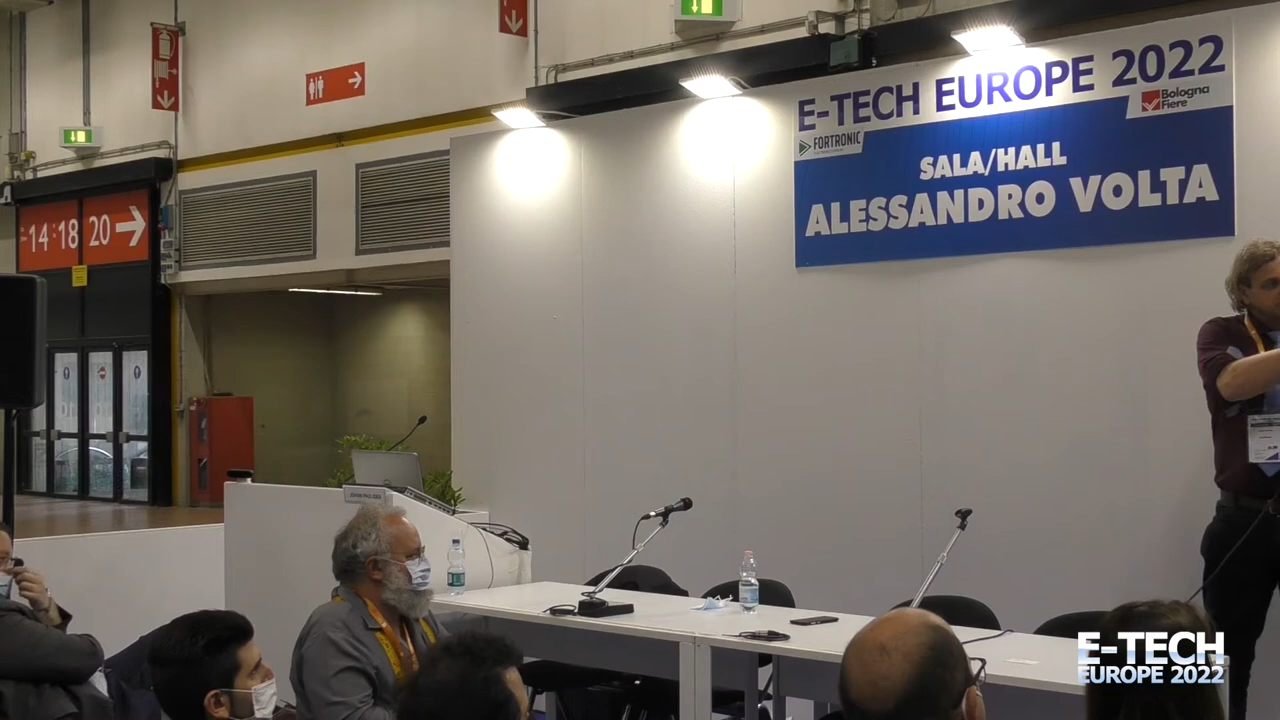 E-TECH EUROPE 2022
FORTRONIC
Bologna
Fiere
SALA/HALL
ALESSANDRO VOLTA
14 : 18 20
E-TECH
EUROPE 2022